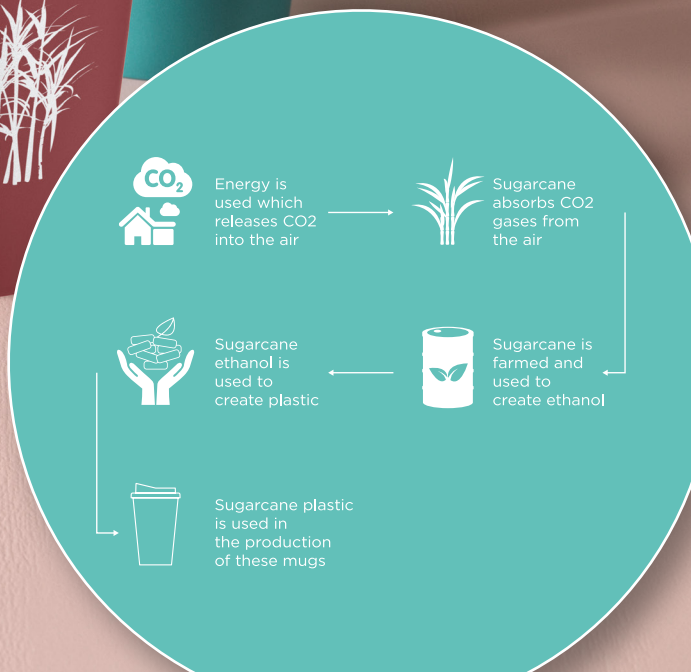 CO2
Energy is
used which
releases CO2
into the air
Sugarcane
absorbs CO2
gases from
the air
Sugarcane is
farmed and
used to
create ethanol
Sugarcane
ethanol is
used to
create plastic
Sugarcane plastic
is used in
the production
of these mugs